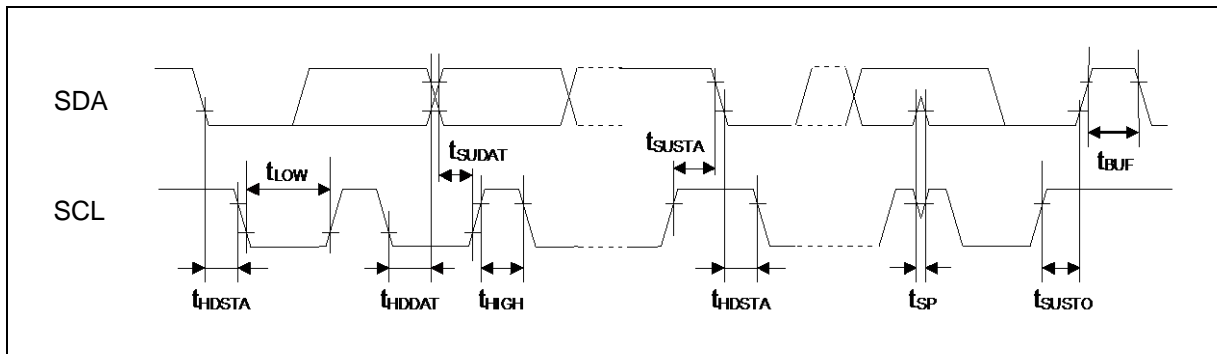 SDA
tSUDAT
tSUSTA
tBUF
tLOW
SCL
tHDSTA
tHDDAT
tHIGH
tHDSTA
tSP
tSUSTO